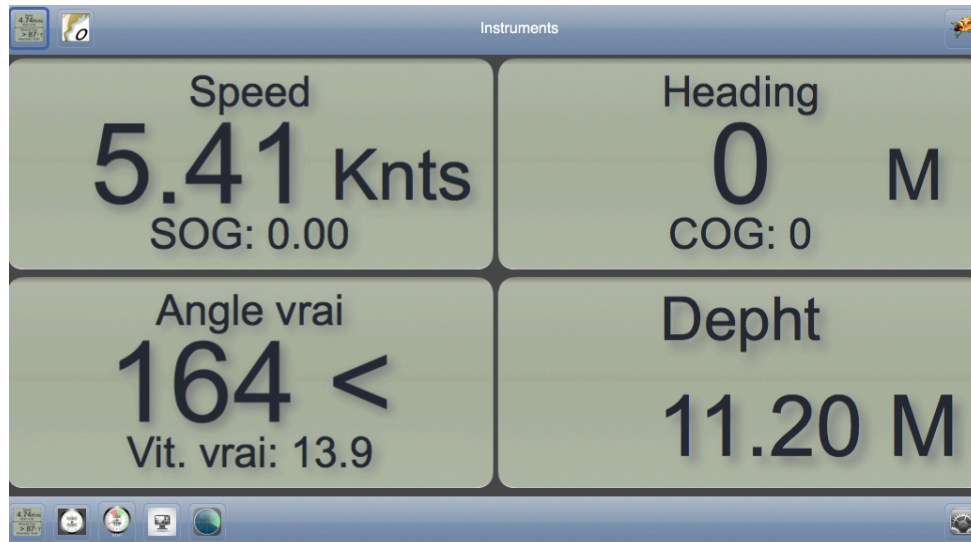 Instruments
Speed
5.41 Knts
SOG: 0.00
Heading
0 M
COG: 0
Angle vrai
164 <
Vit. vrai: 13.9
Depht
11.20 M